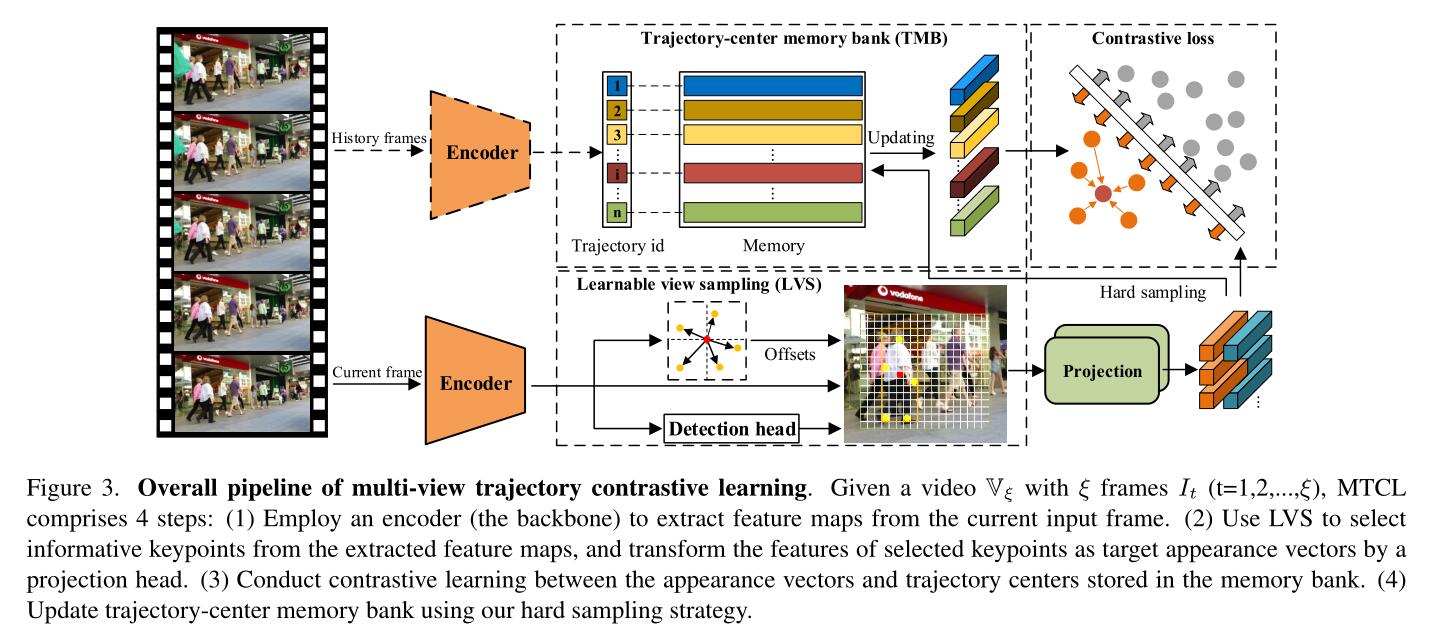 Trajectory-center memory bank (TMB)
Contrastive loss
1
2
3
i
n
History frames
Encoder
Updating
Trajectory id
Memory
Learnable view sampling (LVS)
Hard sampling
vodafone
Current frame
Encoder
Offsets
Projection
Detection head
Figure 3. Overall pipeline of multi-view trajectory contrastive learning. Given a video 𝕍ξ with ξ frames It (t=1,2,...,ξ), MTCL
comprises 4 steps: (1) Employ an encoder (the backbone) to extract feature maps from the current input frame. (2) Use LVS to select
informative keypoints from the extracted feature maps, and transform the features of selected keypoints as target appearance vectors by a
projection head. (3) Conduct contrastive learning between the appearance vectors and trajectory centers stored in the memory bank. (4)
Update trajectory-center memory bank using our hard sampling strategy.